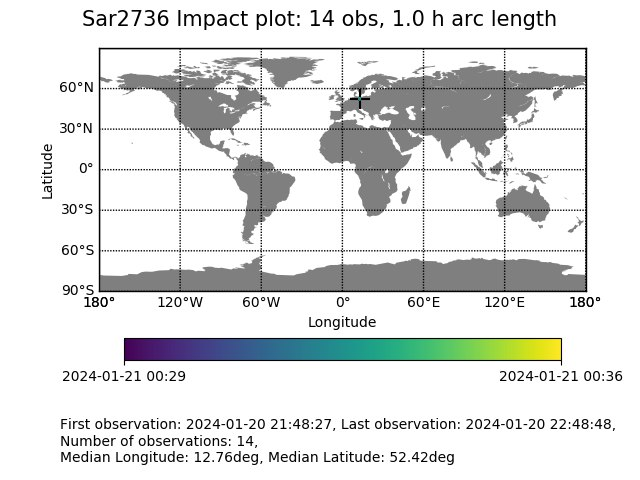 Sar2736 Impact plot: 14 obs, 1.0 h arc length
60°N
30°N
0°
30°S
60°S
90°S
Latitude
180° 120°W 60°W 0° 60°E 120°E 180°
Longitude
2024-01-21 00:29 2024-01-21 00:36
First observation: 2024-01-20 21:48:27, Last observation: 2024-01-20 22:48:48,
Number of observations: 14,
Median Longitude: 12.76deg, Median Latitude: 52.42deg